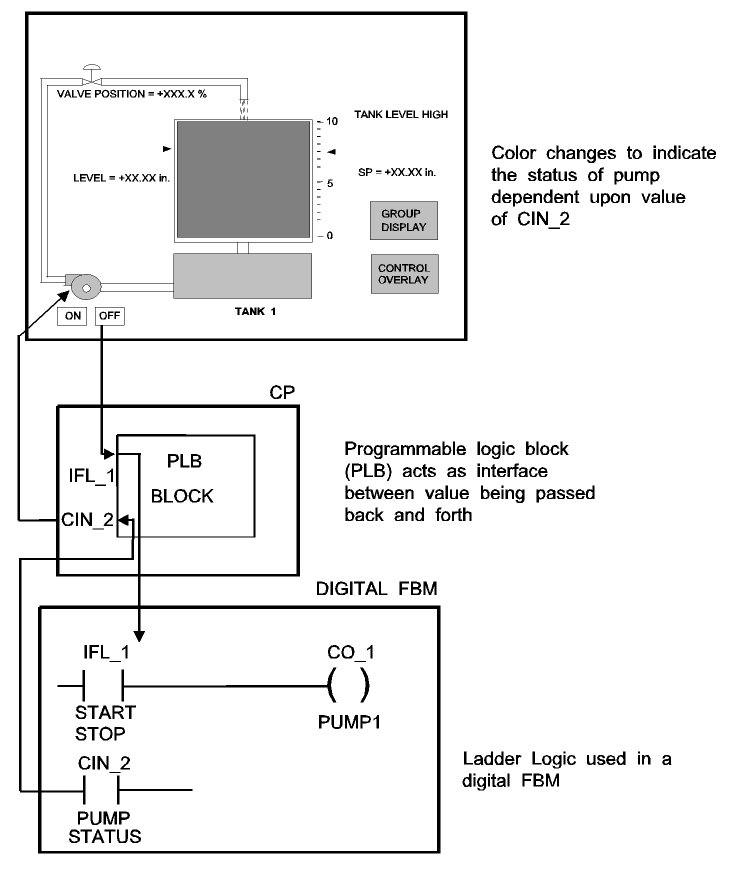 VALVE POSITION = +XXX.X %
TANK LEVEL HIGH
10
LEVEL = +XX.XX in.
SP = +XX.XX in.
5
GROUP
DISPLAY
0
CONTROL
OVERLAY
ON
OFF
TANK 1
Color changes to indicate
the status of pump
dependent upon value
of CIN_2
CP
PLB
BLOCK
IFL_1
CIN_2
Programmable logic block
(PLB) acts as interface
between value being passed
back and forth
DIGITAL FBM
IFL_1
CO_1
START
STOP
PUMP1
CIN_2
PUMP
STATUS
Ladder Logic used in a
digital FBM